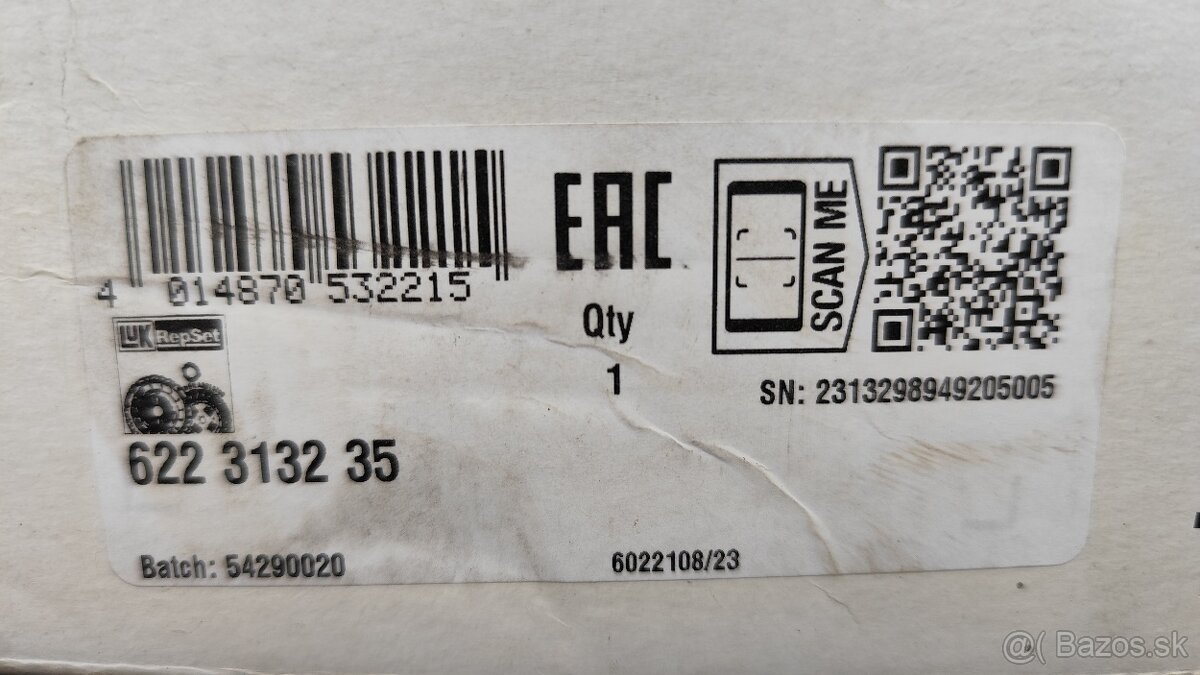 4 014870 532215
EAC
SCAN ME
Qty
1
SN: 2313298949205005
LuK RepSet
622 3132 35
Batch: 54290020
6022108/23
@( Bazos.sk